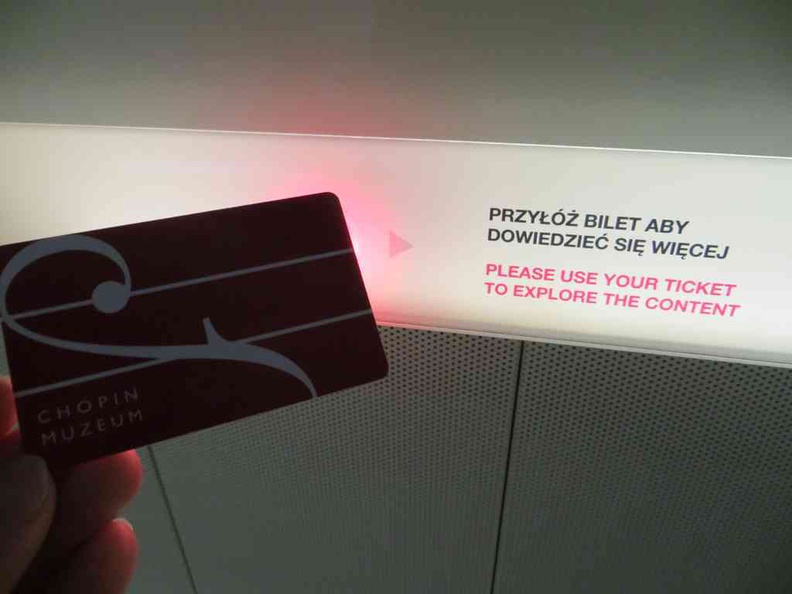 PRZYŁÓŻ BILET ABY
DOWIEDZIEĆ SIĘ WIĘCEJ
PLEASE USE YOUR TICKET
TO EXPLORE THE CONTENT
CHOPIN
MUZEUM